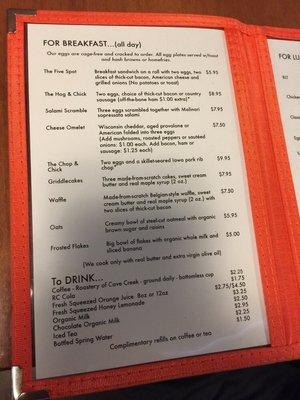 FOR BREAKFAST...(all day)
Our eggs are cage-free and cracked to order. All egg plates served w/toast
and hash browns or homefries.
The Five Spot Breakfast sandwich on a roll with two eggs, two $5.95
slices of thick-cut bacon, American cheese and
grilled onions (No potatoes or toast)
The Hog & Chick Two eggs, choice of thick-cut bacon or country $8.95
sausage (off-the-bone ham $1.00 extra)*
Salami Scramble Three eggs scrambled together with Molinari $7.95
sopressata salami
Cheese Omelet Wisconsin cheddar, aged provolone or $7.50
American folded into three eggs
(Add mushrooms, roasted peppers or sautéed
onions: $1.00 each. Add bacon, ham or
sausage: $1.25 each)
The Chop & Two eggs and a skillet-seared Iowa pork rib $9.95
Chick chop*
Griddlecakes Three made-from-scratch cakes, sweet cream $7.95
butter and real maple syrup (2 oz.)
Waffle Made-from-scratch Belgian-style waffle, sweet $7.50
cream butter and real maple syrup (2 oz.) with
two slices of thick-cut bacon
Oats Creamy bowl of steel-cut oatmeal with organic $5.95
brown sugar and raisins
Frosted Flakes Big bowl of flakes with organic whole milk and $5.00
sliced banana
(We cook only with real butter and extra virgin olive oil)
To DRINK...
Coffee - Roastery of Cave Creek - ground daily - bottomless cup $2.25
RC Cola $1.75
Fresh Squeezed Orange Juice 8oz or 12oz $2.75/$4.50
Fresh Squeezed Honey Lemonade $3.25
Organic Milk $2.50
Chocolate Organic Milk $2.95
Iced Tea $2.25
Bottled Spring Water $1.50
Complimentary refills on coffee or tea
FOR LU